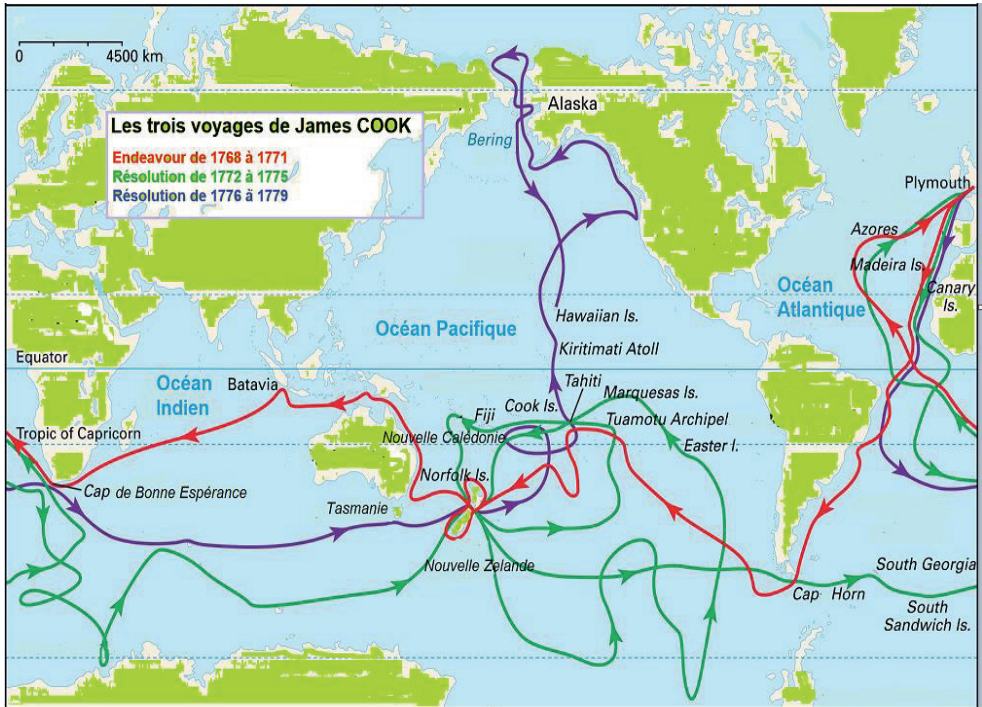 0 4500 km
Alaska
Les trois voyages de James COOK
Endeavour de 1768 à 1771
Résolution de 1772 à 1775
Résolution de 1776 à 1779
Bering
Plymouth
Azores
Madeira Is.
Canary
Is.
Océan
Atlantique
Océan Pacifique
Hawaiian Is.
Kiritimati Atoll
Equator
Océan
Indien
Batavia
Tahiti
Marquesas Is.
Cook Is.
Fiji
Tuamotu Archipel
Tropic of Capricorn
Nouvelle Calédonie
Easter I.
Norfolk Is.
Cap de Bonne Espérance
Tasmanie
Nouvelle Zelande
South Georgia
Cap Horn
South
Sandwich Is.